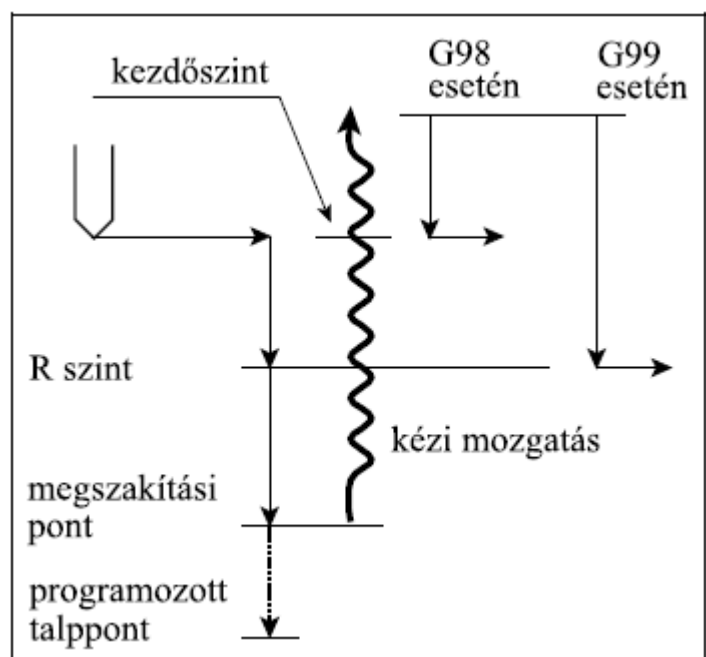 G98
esetén
G99
esetén
kezdőszint
R szint
kézi mozgatás
megszakítási
pont
programozott
talppont